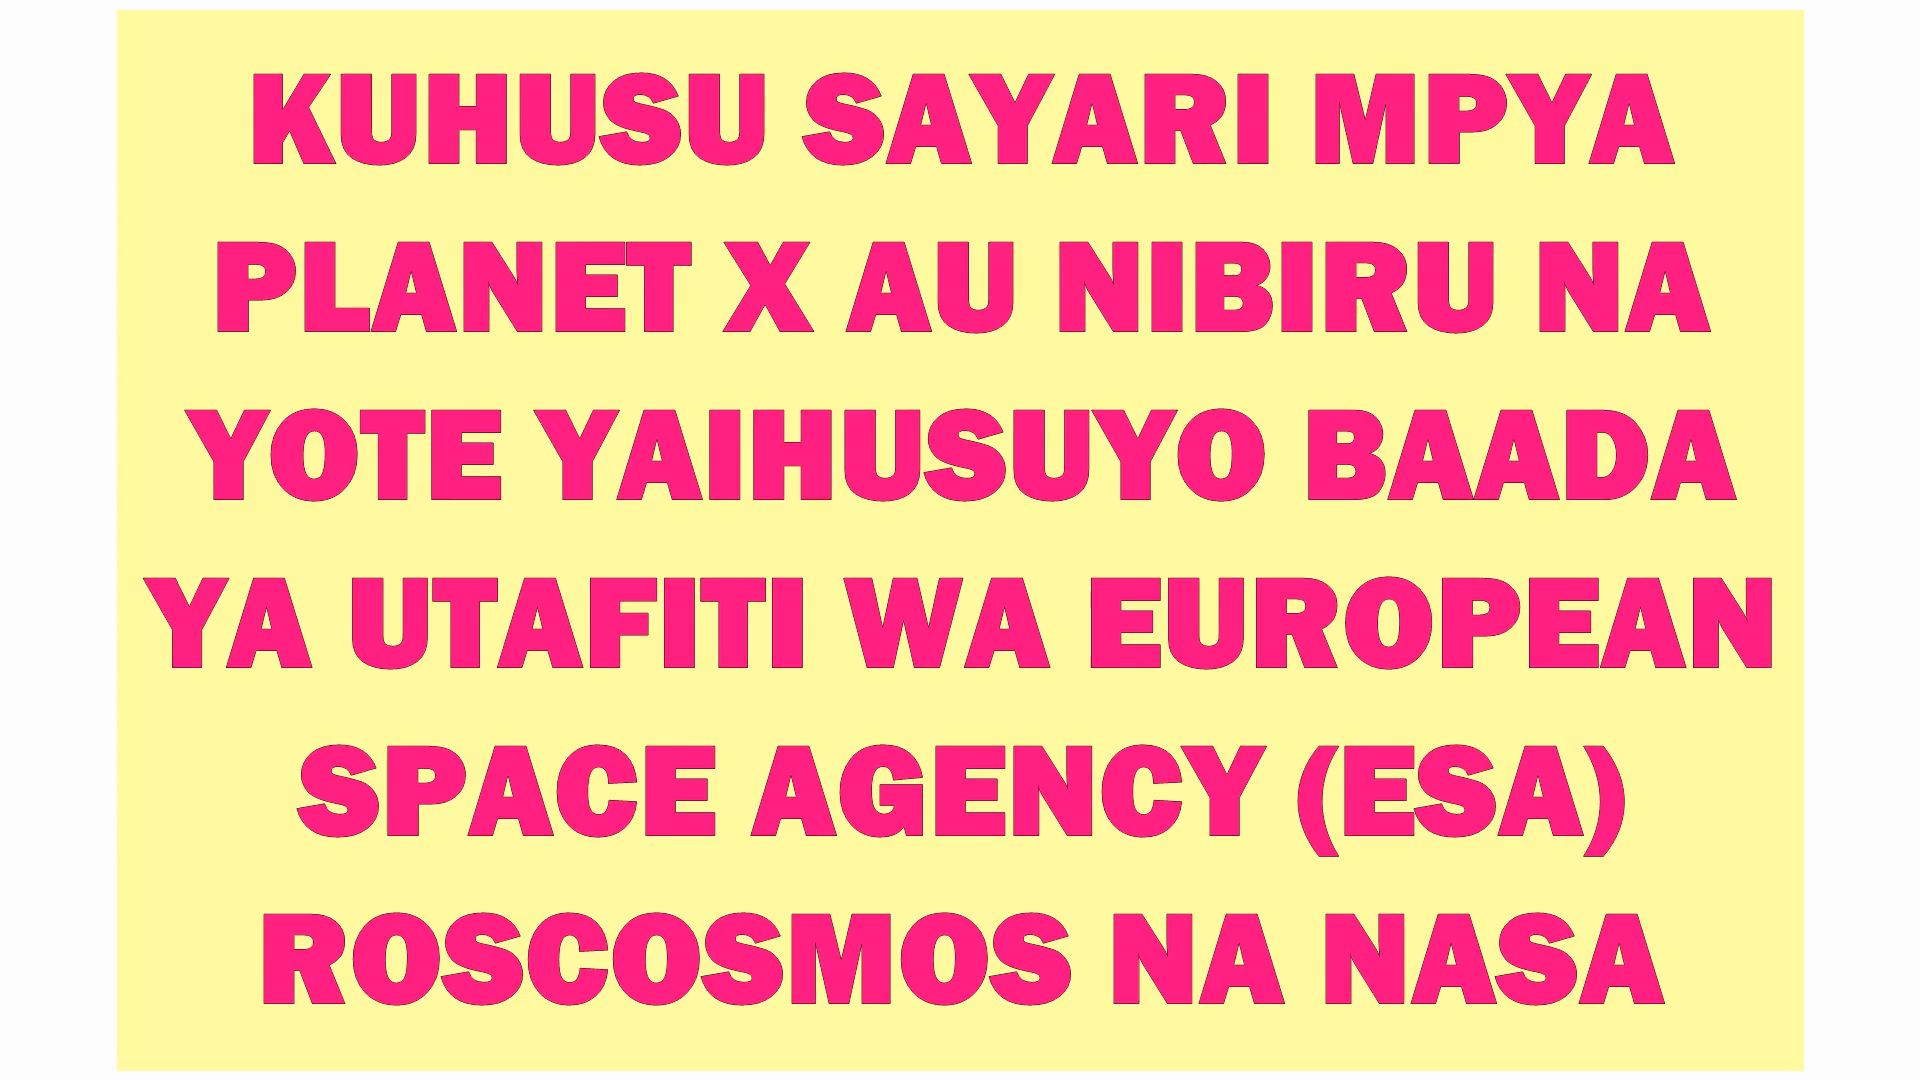 KUHUSU SAYARI MPYA
PLANET X AU NIBIRU NA
YOTE YAIHUSUYO BAADA
YA UTAFITI WA EUROPEAN
SPACE AGENCY (ESA)
ROSCOSMOS NA NASA